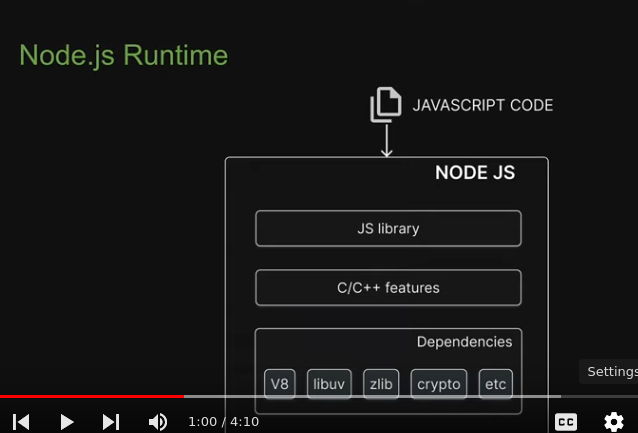 Node.js Runtime
JAVASCRIPT CODE
NODE JS
JS library
C/C++ features
Dependencies
V8 libuv zlib crypto etc
Settings
1:00 / 4:10 CC